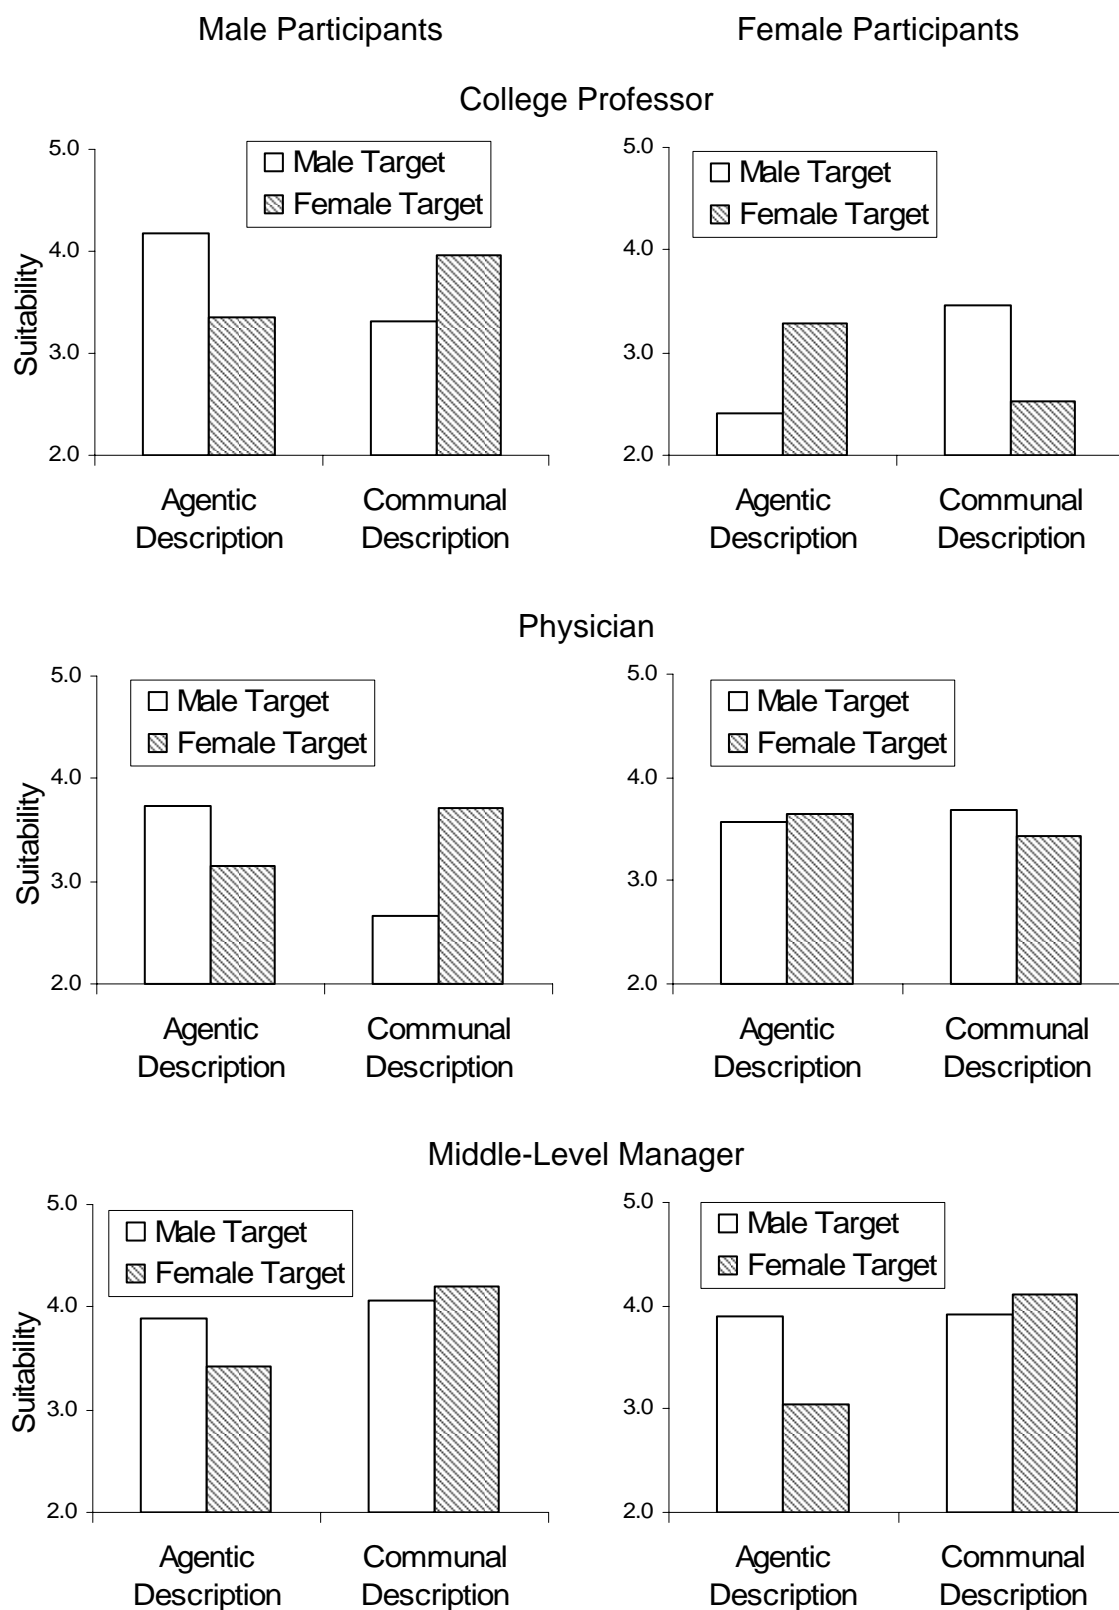 Male Participants
Female Participants
College Professor
5.0
4.0
3.0
2.0
Suitability
Male Target
Female Target
Agentic
Description
Communal
Description
5.0
4.0
3.0
2.0
Male Target
Female Target
Agentic
Description
Communal
Description
Physician
5.0
4.0
3.0
2.0
Suitability
Male Target
Female Target
Agentic
Description
Communal
Description
5.0
4.0
3.0
2.0
Male Target
Female Target
Agentic
Description
Communal
Description
Middle-Level Manager
5.0
4.0
3.0
2.0
Suitability
Male Target
Female Target
Agentic
Description
Communal
Description
5.0
4.0
3.0
2.0
Male Target
Female Target
Agentic
Description
Communal
Description